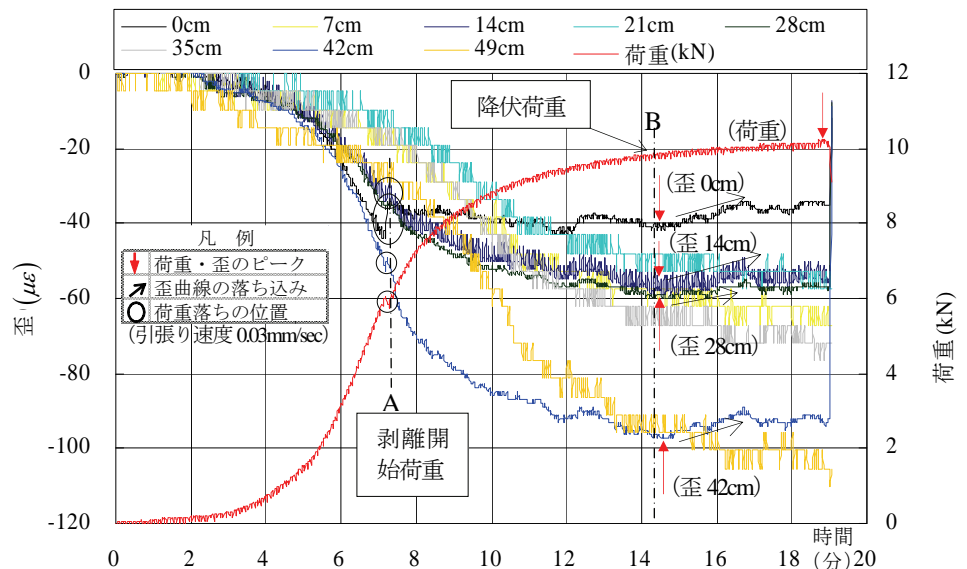 0cm 7cm 14cm 21cm 28cm
35cm 42cm 49cm 荷重(kN)
0
-20
-40
-60
-80
-100
-120
歪 (με)
12
10
8
6
4
2
0
荷重(kN)
降伏荷重
B
(荷重)
(歪 0cm)
(歪 14cm)
(歪 28cm)
(歪 42cm)
凡 例
荷重・歪のピーク
歪曲線の落ち込み
荷重落ちの位置
(引張り速度 0.03mm/sec)
A
剥離開
始荷重
0 2 4 6 8 10 12 14 16 18 20
時間
(分)